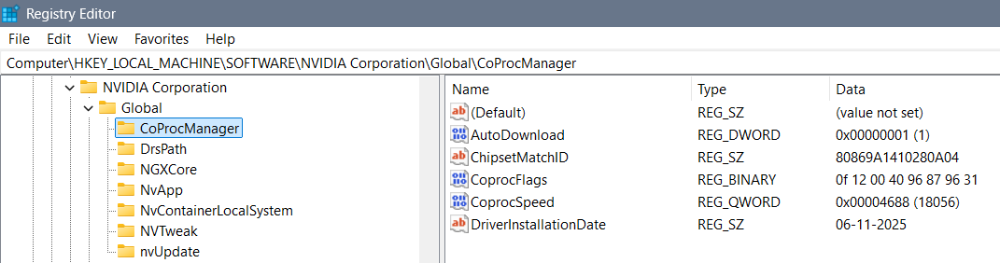 Registry Editor
File Edit View Favorites Help
Computer\HKEY_LOCAL_MACHINE\SOFTWARE\NVIDIA Corporation\Global\CoProcManager
NVIDIA Corporation
Global
CoProcManager
DrsPath
NGXCore
NvApp
NvContainerLocalSystem
NVTweak
nvUpdate
Name Type Data
(Default) REG_SZ (value not set)
AutoDownload REG_DWORD 0x00000001 (1)
ChipsetMatchID REG_SZ 80869A1410280A04
CoprocFlags REG_BINARY 0f 12 00 40 96 87 96 31
CoprocSpeed REG_QWORD 0x00004688 (18056)
DriverInstallationDate REG_SZ 06-11-2025